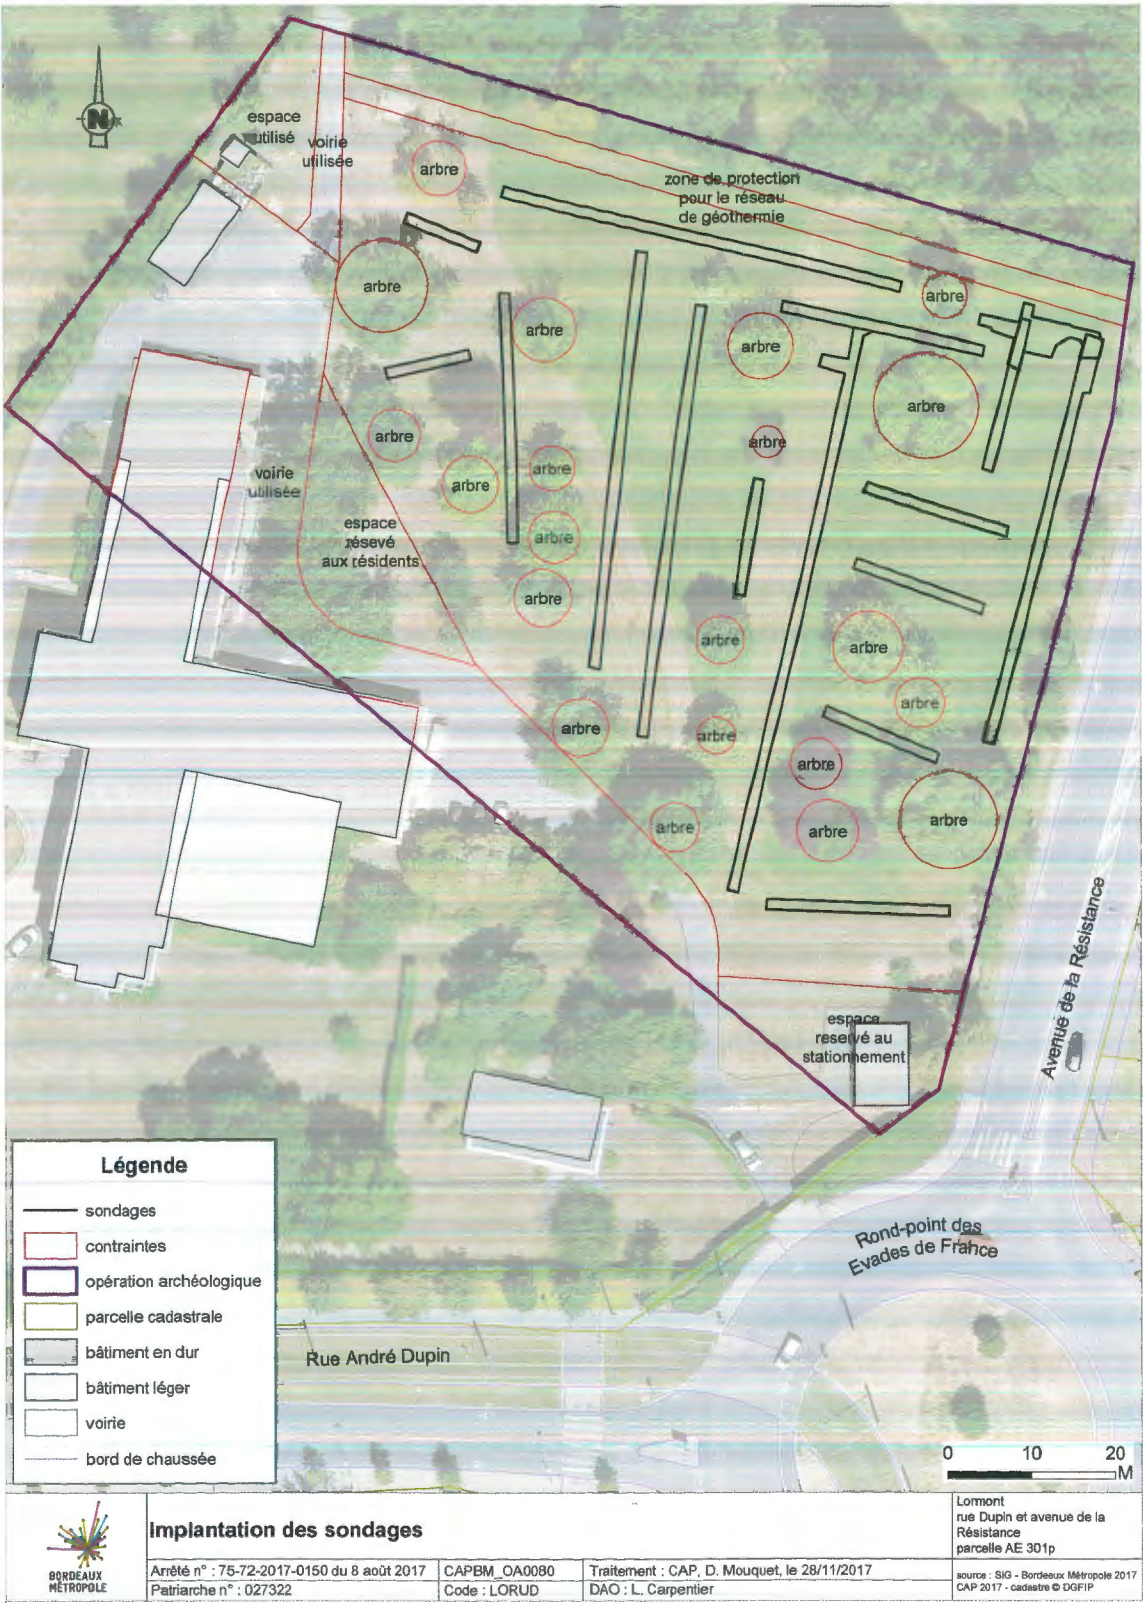 N
espace
utilisé
voirie
utilisée
arbre
zone de protection
pour le réseau
de géothermie
arbre
arbre
arbre
arbre
arbre
arbre
arbre
arbre
arbre
arbre
voirie
utilisée
espace
résevé
aux résidents
arbre
arbre
arbre
arbre
arbre
arbre
arbre
arbre
arbre
arbre
arbre
espace
reservé au
stationnement
Avenue de la Résistance
Rond-point des
Evades de France
Rue André Dupin
Légende
sondages
contraintes
opération archéologique
parcelle cadastrale
bâtiment en dur
bâtiment léger
voirie
bord de chaussée
0 10 20
M
BORDEAUX
MÉTROPOLE
Implantation des sondages
Arrêté n° : 75-72-2017-0150 du 8 août 2017
Patriarche n° : 027322
CAPBM_OA0080
Code : LORUD
Traitement : CAP, D. Mouquet, le 28/11/2017
DAO : L. Carpentier
Lormont
rue Dupin et avenue de la
Résistance
parcelle AE 301p
source : SIG - Bordeaux Métropole 2017
CAP 2017 - cadastre © DGFIP